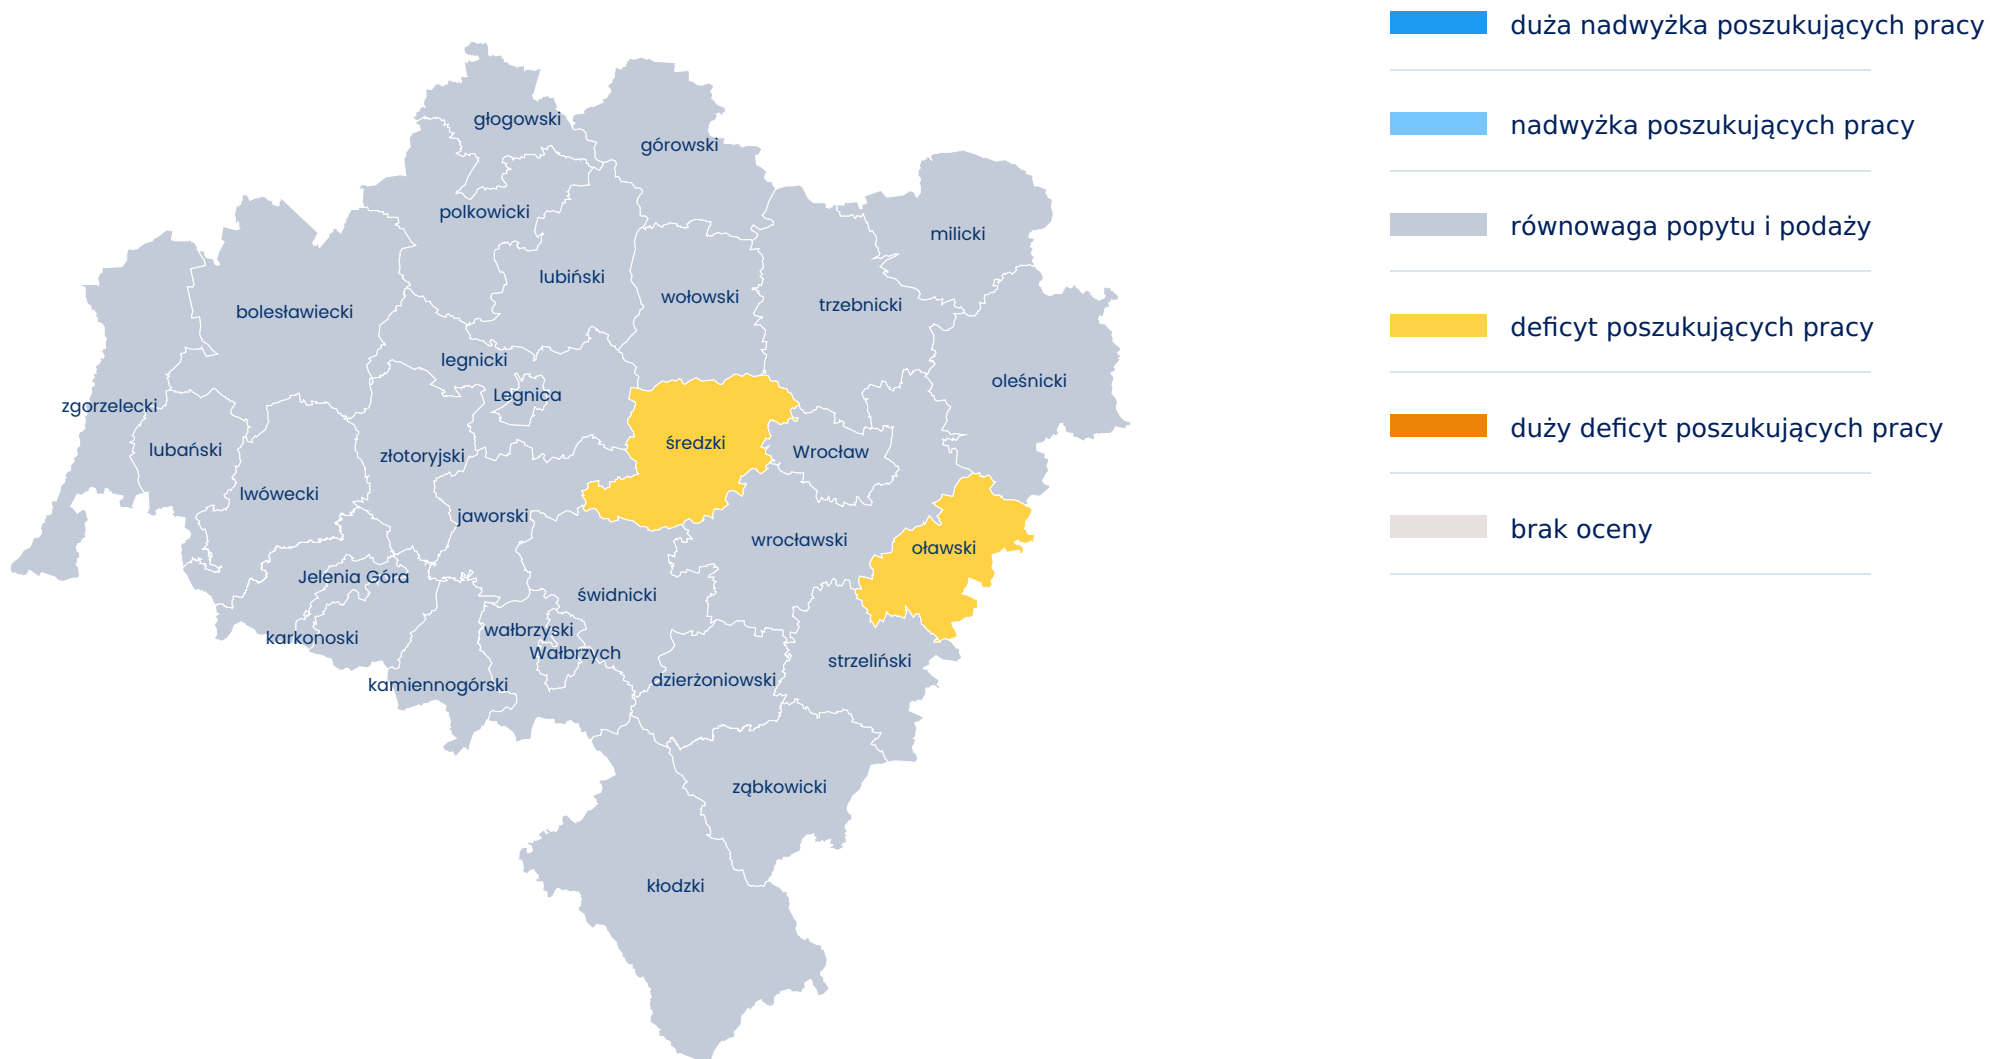 głogowski
górowski
polkowicki
milicki
lubiński
wołowski
trzebnicki
bolesławiecki
legnicki
oleśnicki
Legnica
zgorzelecki
średzki
lubański
Wrocław
złotoryjski
lwówecki
jaworski
wrocławski
oławski
Jelenia Góra
świdnicki
wałbrzyski
karkonoski
Wałbrzych
strzeliński
dzierżoniowski
kamiennogórski
ząbkowicki
kłodzki
duża nadwyżka poszukujących pracy
nadwyżka poszukujących pracy
równowaga popytu i podaży
deficyt poszukujących pracy
duży deficyt poszukujących pracy
brak oceny